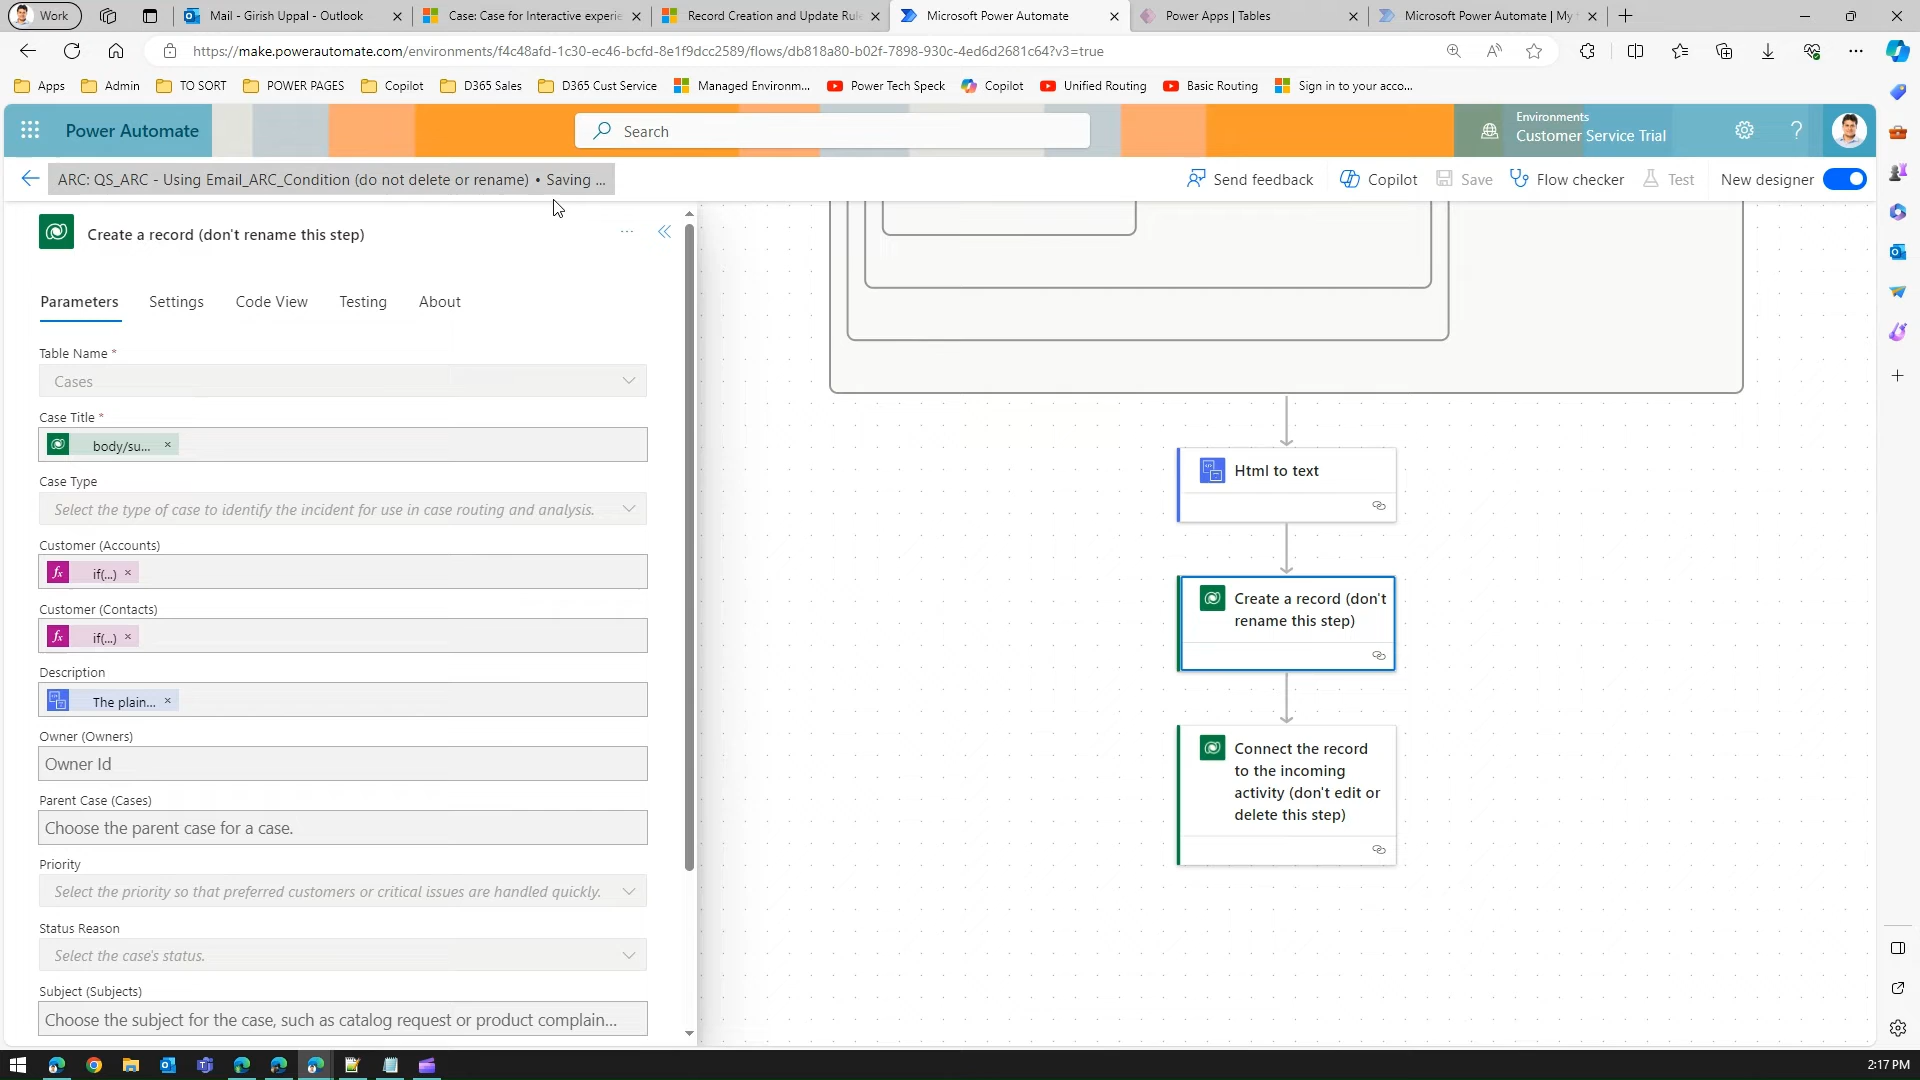 Work
Mail - Girish Uppal - Outlook
Case: Case for Interactive experie
Record Creation and Update Rul
Microsoft Power Automate
Power Apps | Tables
Microsoft Power Automate | My
https://make.powerautomate.com/environments/f4c48afd-1c30-ec46-bcfd-8e1f9dcc2589/flows/db818a80-b02f-7898-930c-4ed6d2681c64?v3=true
Apps
Admin
TO SORT
POWER PAGES
Copilot
D365 Sales
D365 Cust Service
Managed Environm...
Power Tech Speck
Copilot
Unified Routing
Basic Routing
Sign in to your acco...
Power Automate
Search
Environments
Customer Service Trial
ARC: QS_ARC - Using Email_ARC_Condition (do not delete or rename) • Saving ...
Send feedback
Copilot
Save
Flow checker
Test
New designer
Create a record (don't rename this step)
Parameters
Settings
Code View
Testing
About
Table Name *
Cases
Case Title *
body/su...
Case Type
Select the type of case to identify the incident for use in case routing and analysis.
Customer (Accounts)
fx if(...)
Customer (Contacts)
fx if(...)
Description
The plain...
Owner (Owners)
Owner Id
Parent Case (Cases)
Choose the parent case for a case.
Priority
Select the priority so that preferred customers or critical issues are handled quickly.
Status Reason
Select the case's status.
Subject (Subjects)
Choose the subject for the case, such as catalog request or product complain...
Html to text
Create a record (don't
rename this step)
Connect the record
to the incoming
activity (don't edit or
delete this step)
2:17 PM